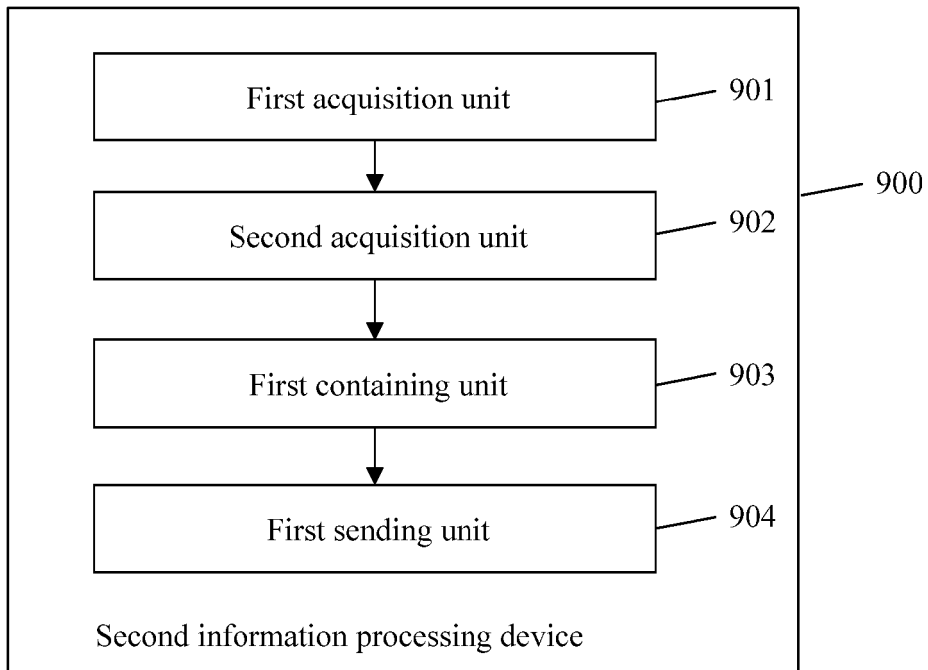 First acquisition unit
901
900
Second acquisition unit
902
First containing unit
903
First sending unit
904
Second information processing device